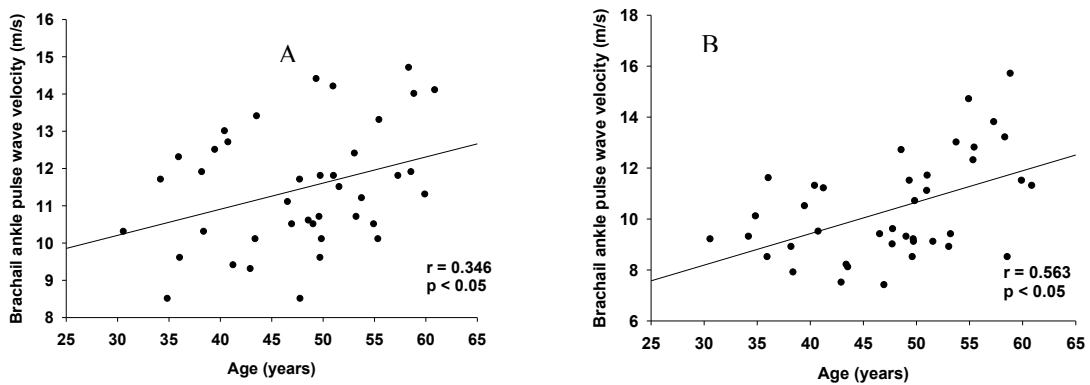 Brachail ankle pulse wave velocity (m/s)
16
15
14
13
12
11
10
9
8
A
r = 0.346
p < 0.05
25 30 35 40 45 50 55 60 65
Age (years)
Brachail ankle pulse wave velocity (m/s)
18
16
14
12
10
8
6
B
r = 0.563
p < 0.05
25 30 35 40 45 50 55 60 65
Age (years)